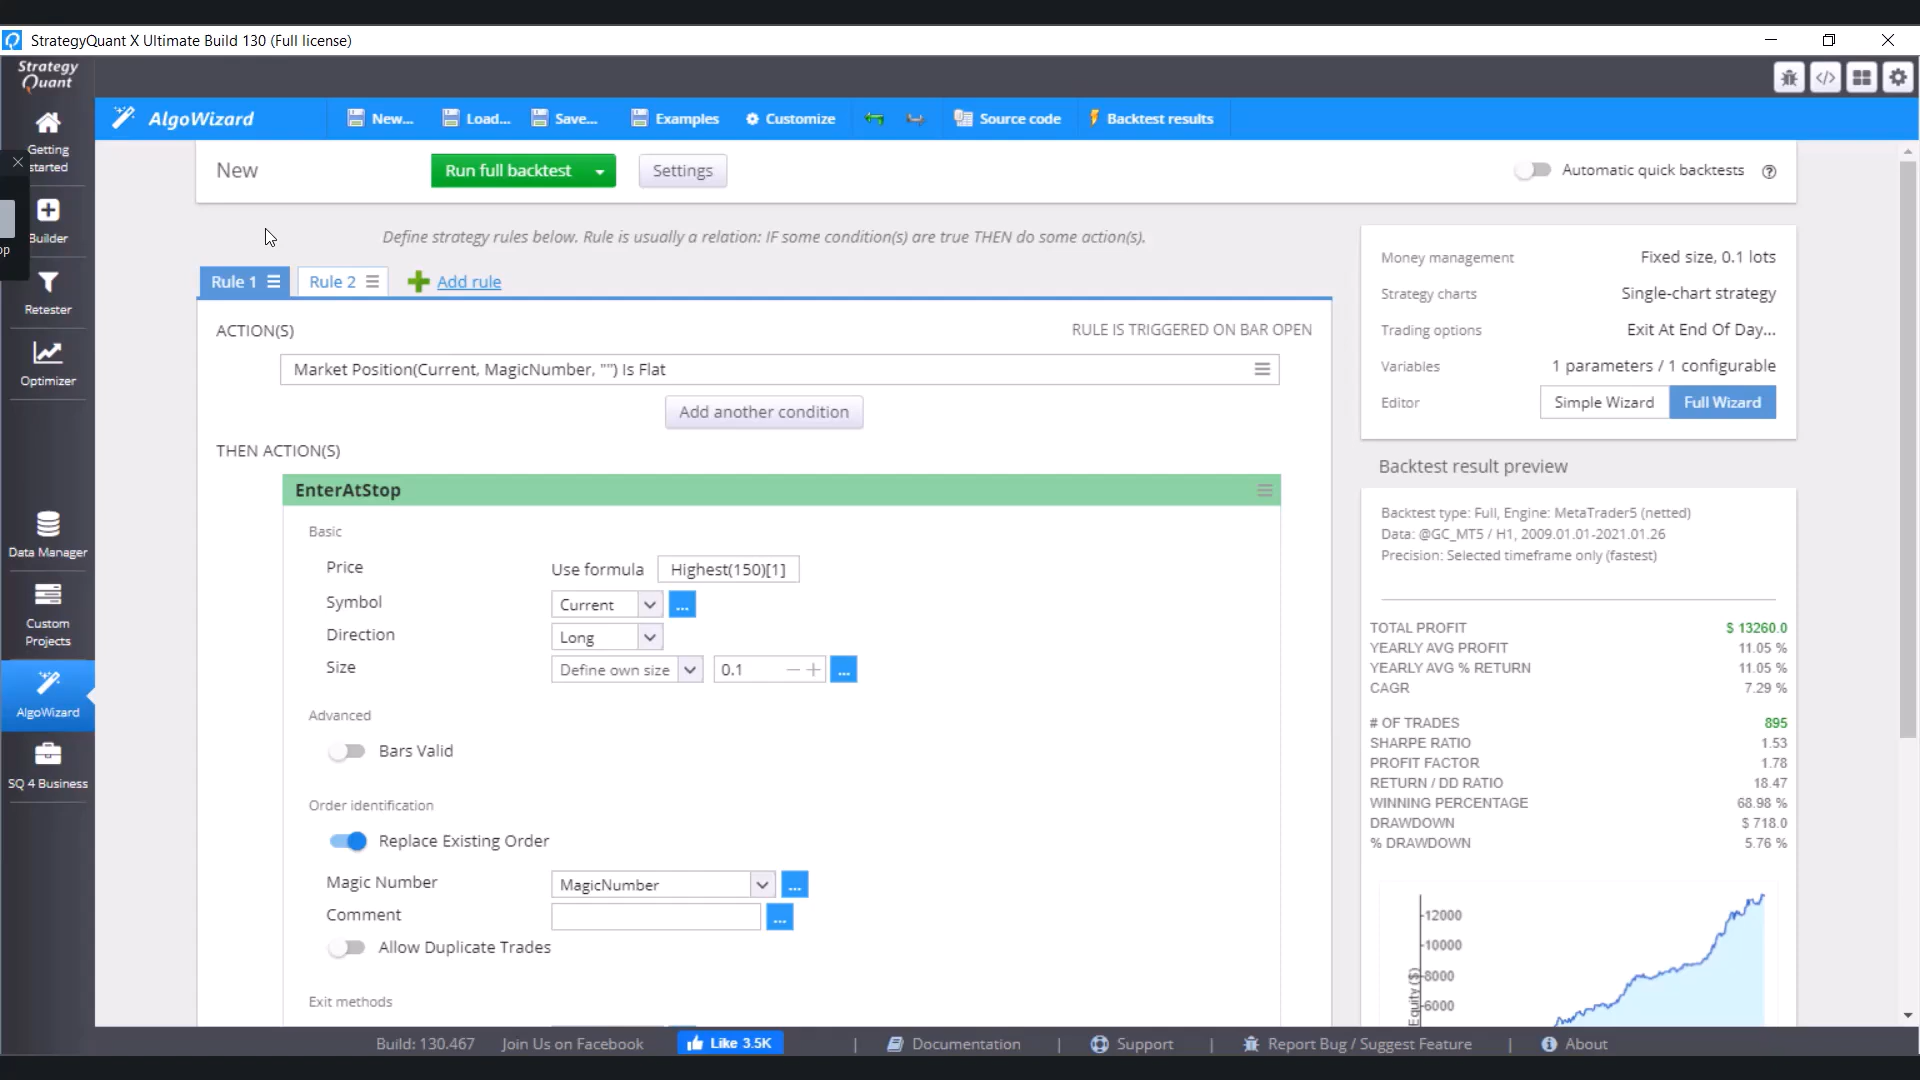 StrategyQuant X Ultimate Build 130 (Full license)
Strategy
Quant
AlgoWizard
New...
Load...
Save...
Examples
Customize
Source code
Backtest results
Getting
started
Builder
op
Retester
Optimizer
Data Manager
Custom
Projects
AlgoWizard
SQ 4 Business
New
Run full backtest
Settings
Automatic quick backtests
Define strategy rules below. Rule is usually a relation: IF some condition(s) are true THEN do some action(s).
Rule 1
Rule 2
Add rule
ACTION(S)
RULE IS TRIGGERED ON BAR OPEN
Market Position(Current, MagicNumber, "") Is Flat
Add another condition
THEN ACTION(S)
EnterAtStop
Basic
Price
Use formula
Highest(150)[1]
Symbol
Current
...
Direction
Long
Size
Define own size
0.1
...
Advanced
Bars Valid
Order identification
Replace Existing Order
Magic Number
MagicNumber
...
Comment
...
Allow Duplicate Trades
Exit methods
Money management
Fixed size, 0.1 lots
Strategy charts
Single-chart strategy
Trading options
Exit At End Of Day...
Variables
1 parameters / 1 configurable
Editor
Simple Wizard
Full Wizard
Backtest result preview
Backtest type: Full, Engine: MetaTrader5 (netted)
Data: @GC_MT5 / H1, 2009.01.01-2021.01.26
Precision: Selected timeframe only (fastest)
TOTAL PROFIT $ 13260.0
YEARLY AVG PROFIT 11.05 %
YEARLY AVG % RETURN 11.05 %
CAGR 7.29 %
# OF TRADES 895
SHARPE RATIO 1.53
PROFIT FACTOR 1.78
RETURN / DD RATIO 18.47
WINNING PERCENTAGE 68.98 %
DRAWDOWN $ 718.0
% DRAWDOWN 5.76 %
12000
10000
8000
6000
Equity ($)
Build: 130.467
Join Us on Facebook
Like 3.5K
|
Documentation
|
Support
|
Report Bug / Suggest Feature
|
About